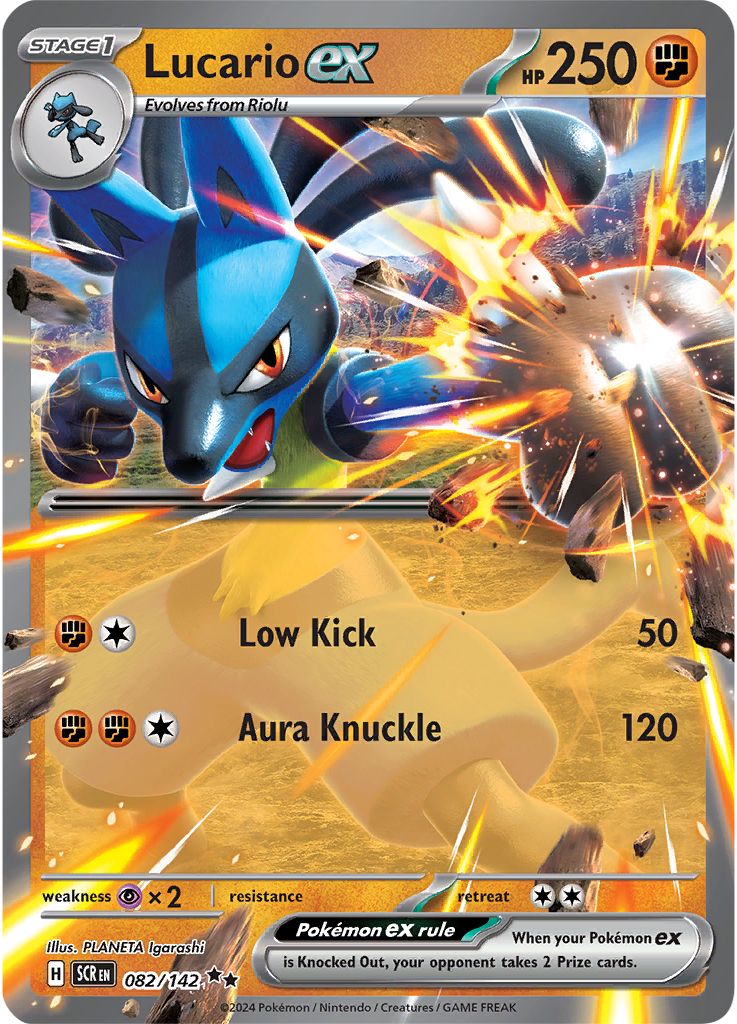 STAGE1
Lucario ex
HP 250
Evolves from Riolu
Low Kick 50
Aura Knuckle 120
weakness ×2 resistance retreat
Illus. PLANETA Igarashi
Pokémon ex rule When your Pokémon ex
is Knocked Out, your opponent takes 2 Prize cards.
H SCR EN 082/142 ★★
©2024 Pokémon / Nintendo / Creatures / GAME FREAK